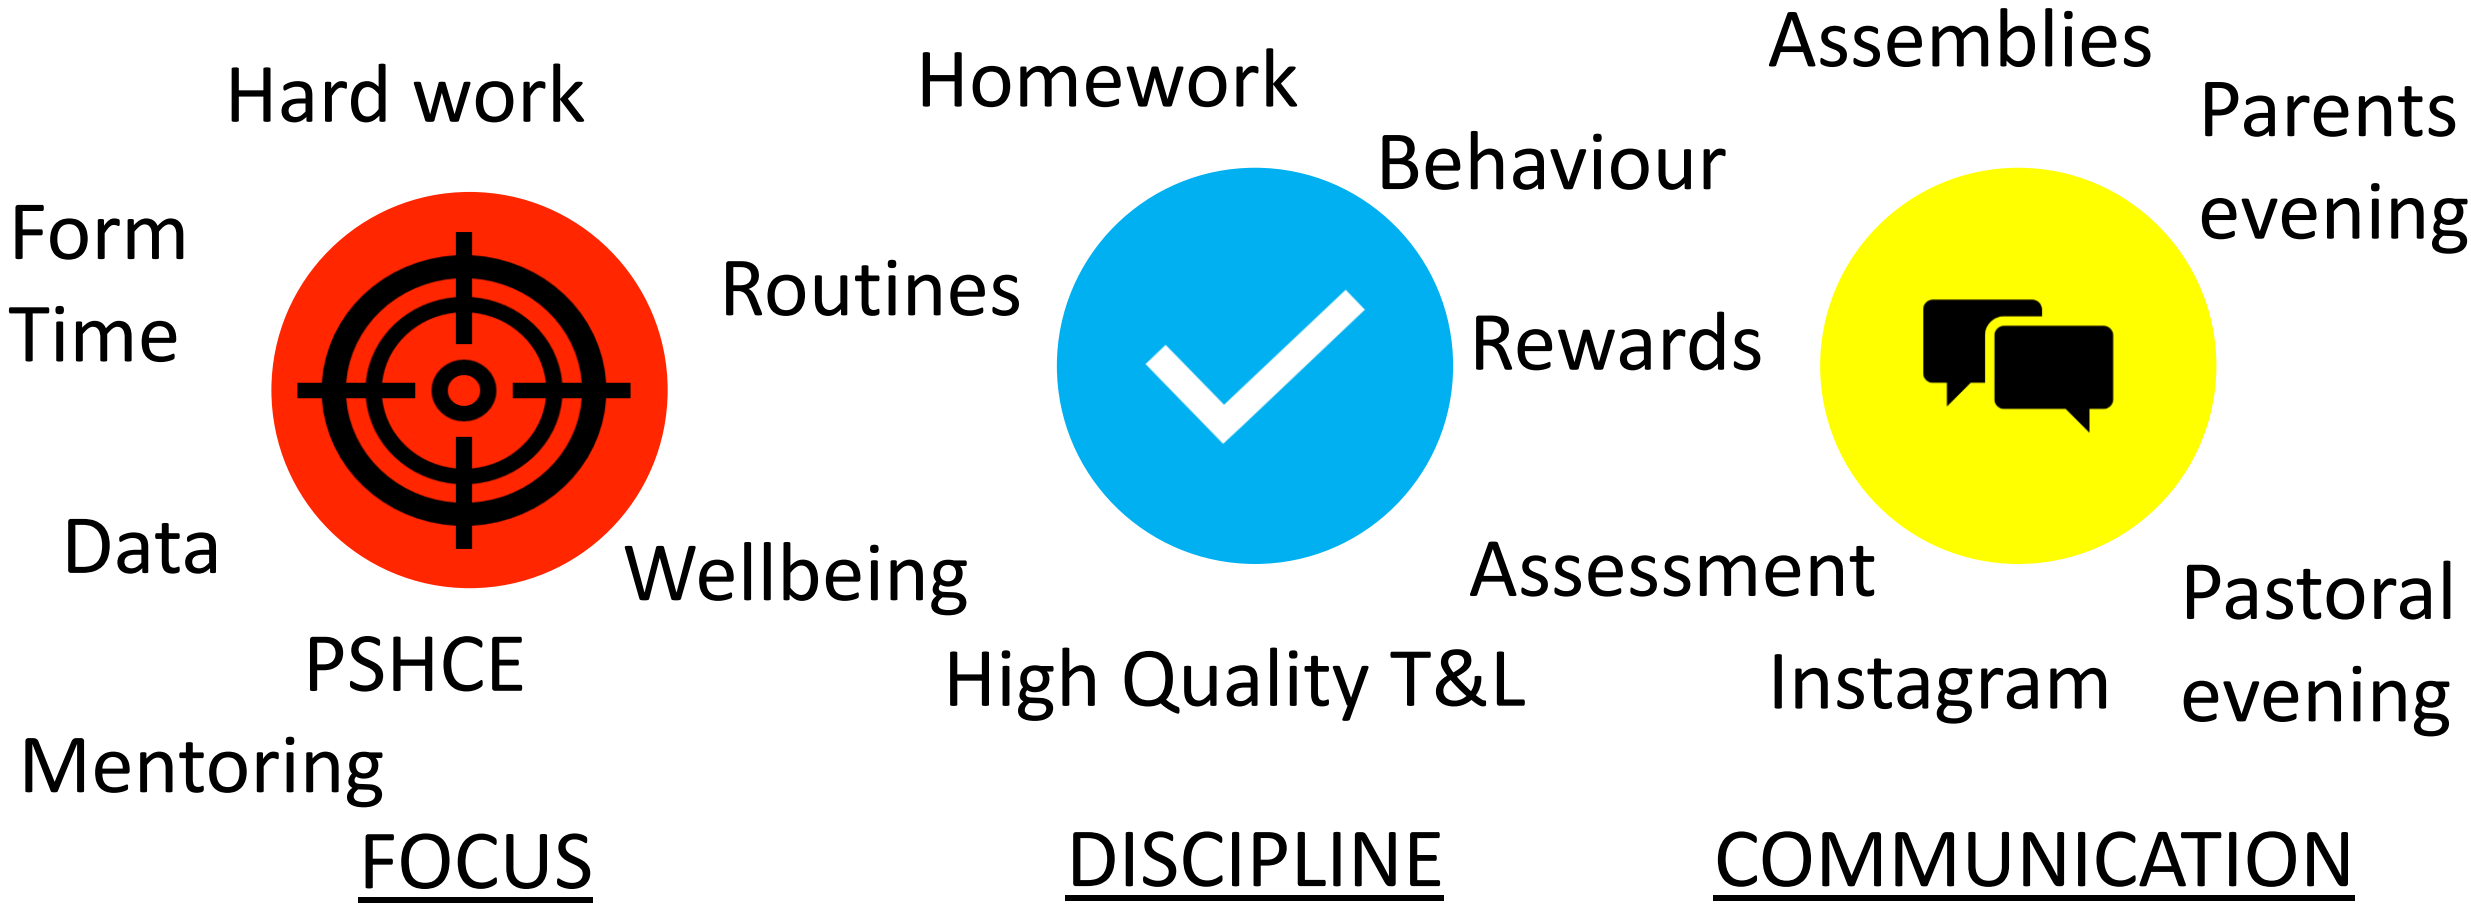 Hard work
Form
Time
Data
PSHCE
Mentoring
FOCUS
Homework
Behaviour
Routines
Rewards
Wellbeing
Assessment
High Quality T&L
DISCIPLINE
Assemblies
Parents
evening
Pastoral
evening
Instagram
COMMUNICATION